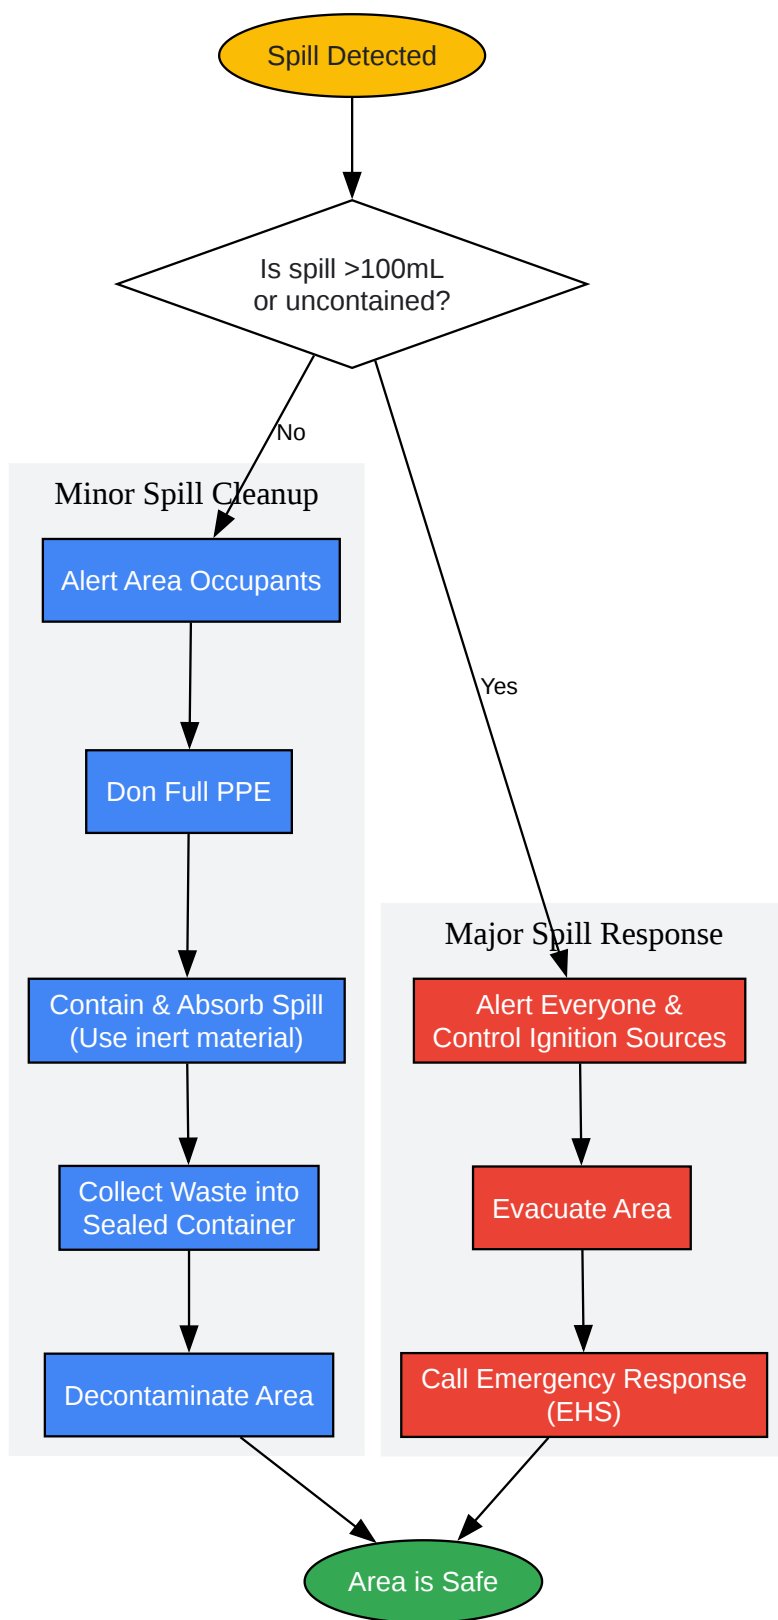 Spill Detected
Is spill >100mL
or uncontained?
No
Yes
Minor Spill Cleanup
Alert Area Occupants
Don Full PPE
Contain & Absorb Spill
(Use inert material)
Collect Waste into
Sealed Container
Decontaminate Area
Major Spill Response
Alert Everyone &
Control Ignition Sources
Evacuate Area
Call Emergency Response
(EHS)
Area is Safe